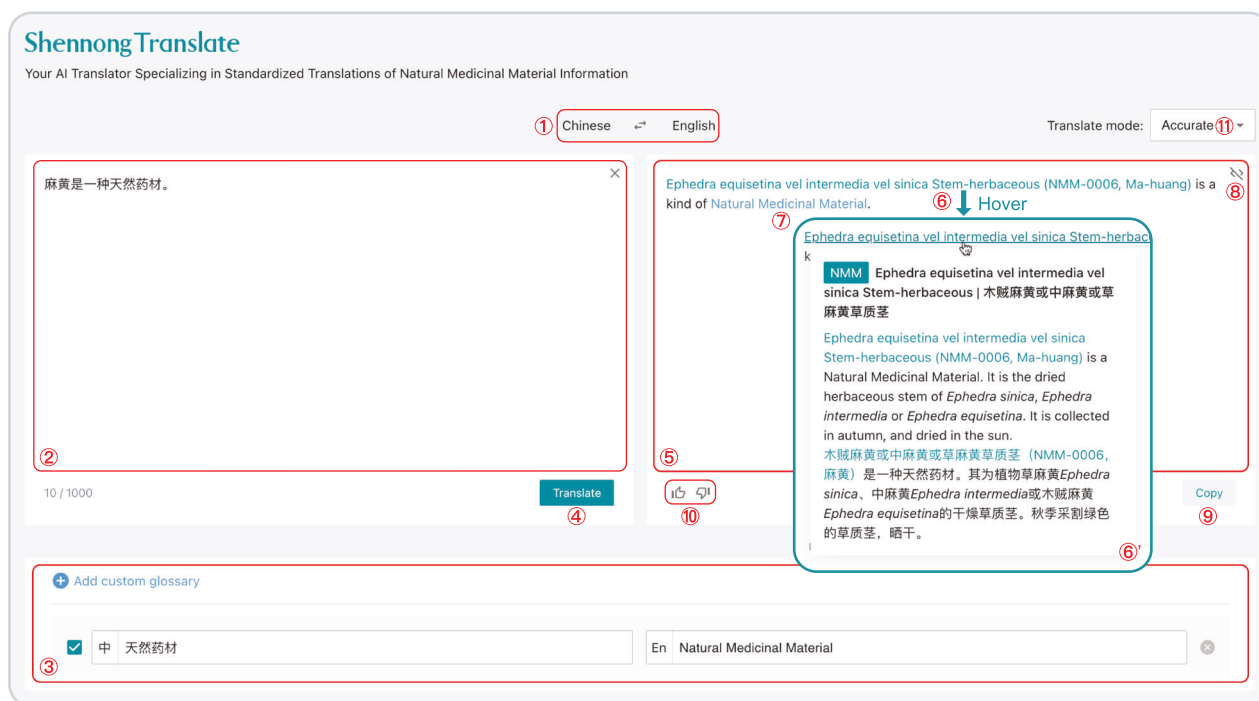 Shennong Translate
Your AI Translator Specializing in Standardized Translations of Natural Medicinal Material Information
① Chinese English
Translate mode: Accurate ⑪
麻黄是一种天然药材。
②
10 / 1000
Translate
④
Ephedra equisetina vel intermedia vel sinica Stem-herbaceous (NMM-0006, Ma-huang) is a
kind of Natural Medicinal Material.
⑧
⑥ Hover
⑦
Ephedra equisetina vel intermedia vel sinica Stem-herbac
k
NMM Ephedra equisetina vel intermedia vel
sinica Stem-herbaceous | 木贼麻黄或中麻黄或草
麻黄草质茎
Ephedra equisetina vel intermedia vel sinica
Stem-herbaceous (NMM-0006, Ma-huang) is a
Natural Medicinal Material. It is the dried
herbaceous stem of Ephedra sinica, Ephedra
intermedia or Ephedra equisetina. It is collected
in autumn, and dried in the sun.
木贼麻黄或中麻黄或草麻黄草质茎（NMM-0006，
麻黄）是一种天然药材。其为植物草麻黄Ephedra
sinica、中麻黄Ephedra intermedia或木贼麻黄
Ephedra equisetina的干燥草质茎。秋季采割绿色
的草质茎，晒干。
⑥'
⑤
⑩
Copy
⑨
Add custom glossary
中 天然药材
En Natural Medicinal Material
③